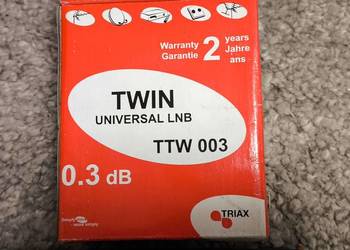 Warranty 2 years
Garantie Jahre
ans
TWIN
UNIVERSAL LNB
TTW 003
0.3 dB
TRIAX